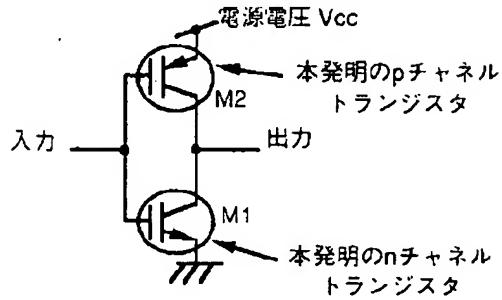 電源電圧 Vcc
本発明のpチャネル
トランジスタ
M2
入力
出力
M1
本発明のnチャネル
トランジスタ